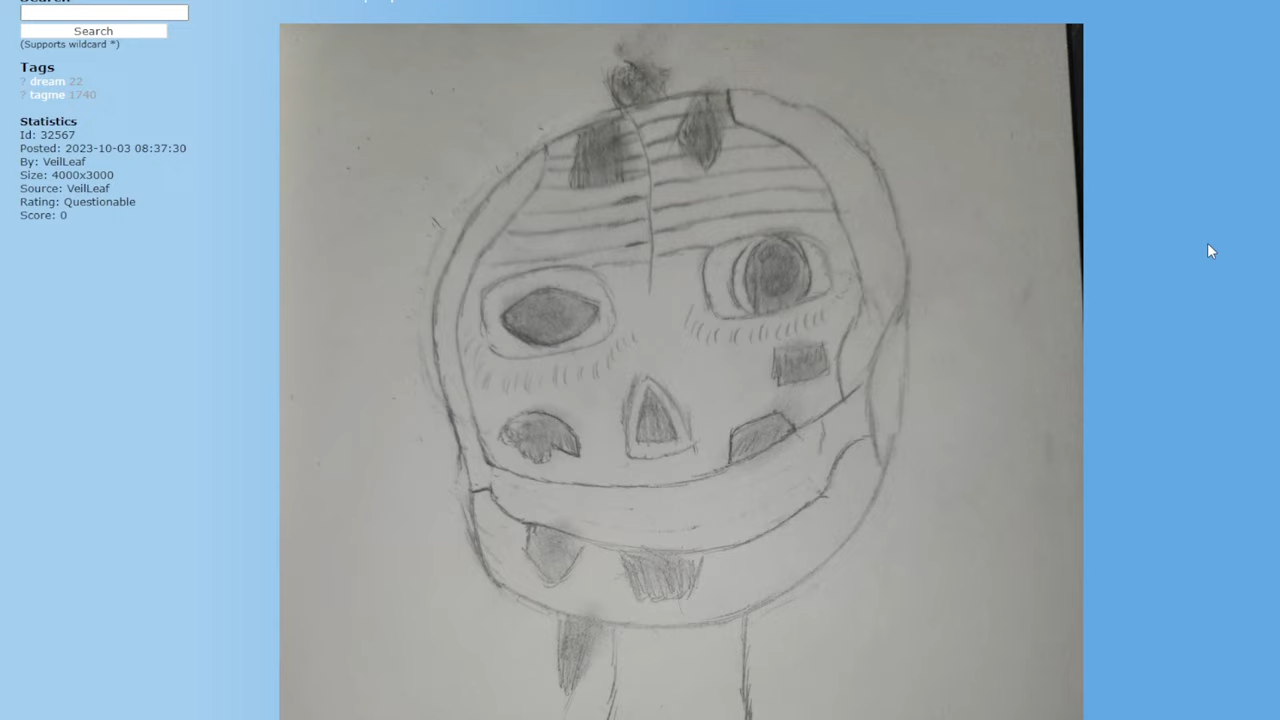 Search
(Supports wildcard *)
Tags
? dream 22
? tagme 1740
Statistics
Id: 32567
Posted: 2023-10-03 08:37:30
By: VeilLeaf
Size: 4000x3000
Source: VeilLeaf
Rating: Questionable
Score: 0